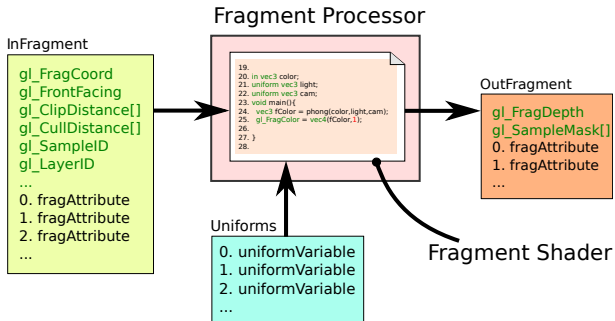 Fragment Processor
InFragment
gl_FragCoord
gl_FrontFacing
gl_ClipDistance[]
gl_CullDistance[]
gl_SampleID
gl_LayerID
...
0. fragAttribute
1. fragAttribute
2. fragAttribute
...
19.
20. in vec3 color;
21. uniform vec3 light;
22. uniform vec3 cam;
23. void main(){
24. vec3 fColor = phong(color,light,cam);
25. gl_FragColor = vec4(fColor,1);
26.
27. }
28.
Uniforms
0. uniformVariable
1. uniformVariable
2. uniformVariable
...
OutFragment
gl_FragDepth
gl_SampleMask[]
0. fragAttribute
1. fragAttribute
...
Fragment Shader